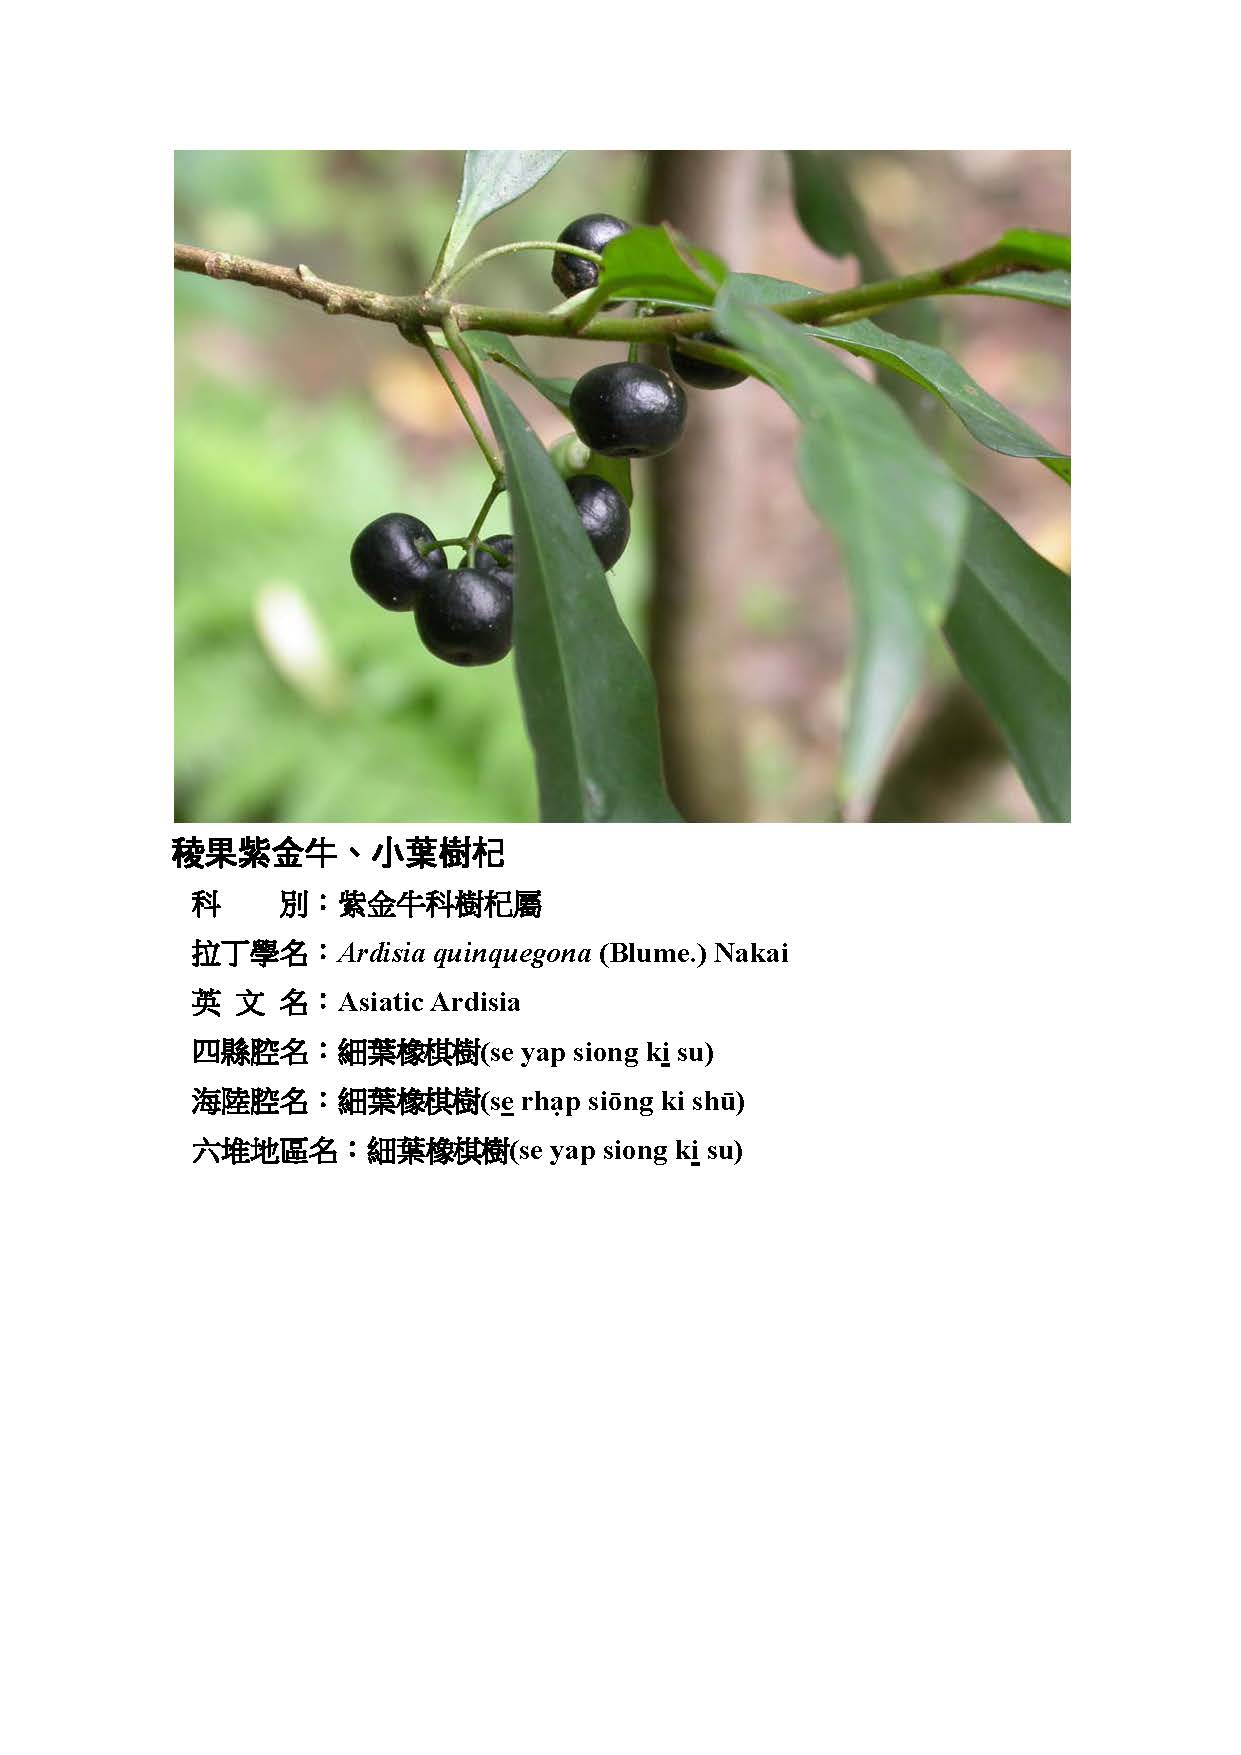 稜果紫金牛、小葉樹杞
科　　別：紫金牛科樹杞屬
拉丁學名：Ardisia quinquegona (Blume.) Nakai
英 文 名：Asiatic Ardisia
四縣腔名：細葉橡棋樹(se yap siong ki su)
海陸腔名：細葉橡棋樹(se rhạp siōng ki shū)
六堆地區名：細葉橡棋樹(se yap siong ki su)